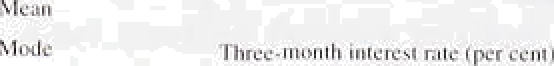 Mean
Mode
Three-month interest rate (per cent)